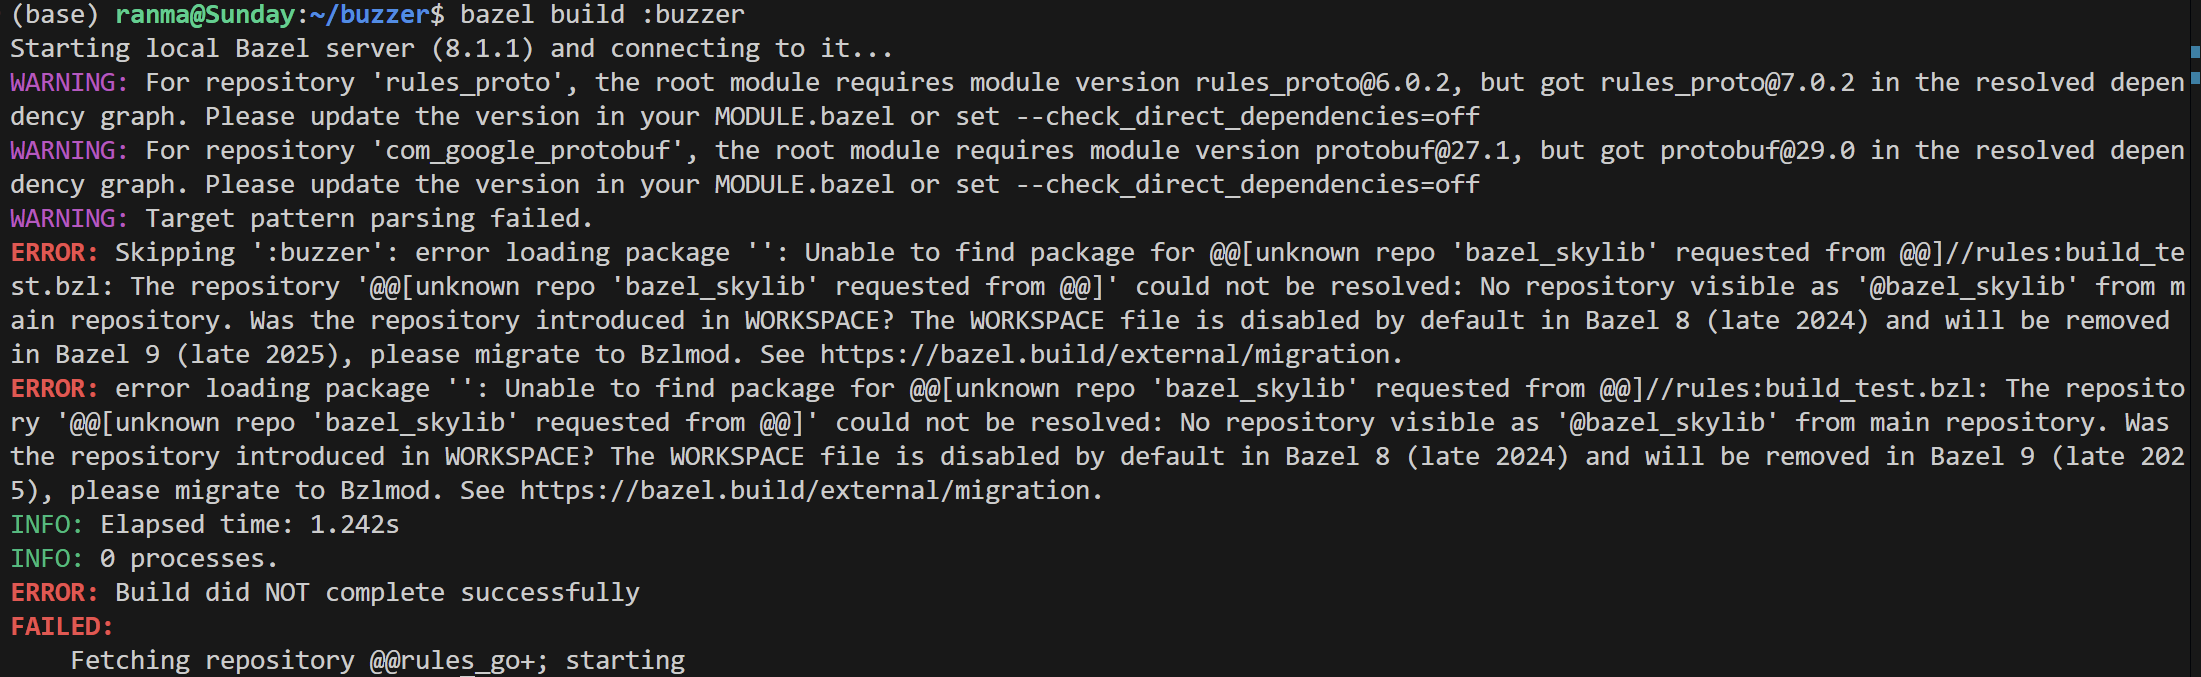 (base) ranma@Sunday:~/buzzer$ bazel build :buzzer
Starting local Bazel server (8.1.1) and connecting to it...
WARNING: For repository 'rules_proto', the root module requires module version rules_proto@6.0.2, but got rules_proto@7.0.2 in the resolved depen
dency graph. Please update the version in your MODULE.bazel or set --check_direct_dependencies=off
WARNING: For repository 'com_google_protobuf', the root module requires module version protobuf@27.1, but got protobuf@29.0 in the resolved depen
dency graph. Please update the version in your MODULE.bazel or set --check_direct_dependencies=off
WARNING: Target pattern parsing failed.
ERROR: Skipping ':buzzer': error loading package '': Unable to find package for @@[unknown repo 'bazel_skylib' requested from @@]//rules:build_te
st.bzl: The repository '@@[unknown repo 'bazel_skylib' requested from @@]' could not be resolved: No repository visible as '@bazel_skylib' from m
ain repository. Was the repository introduced in WORKSPACE? The WORKSPACE file is disabled by default in Bazel 8 (late 2024) and will be removed
in Bazel 9 (late 2025), please migrate to Bzlmod. See https://bazel.build/external/migration.
ERROR: error loading package '': Unable to find package for @@[unknown repo 'bazel_skylib' requested from @@]//rules:build_test.bzl: The reposito
ry '@@[unknown repo 'bazel_skylib' requested from @@]' could not be resolved: No repository visible as '@bazel_skylib' from main repository. Was
the repository introduced in WORKSPACE? The WORKSPACE file is disabled by default in Bazel 8 (late 2024) and will be removed in Bazel 9 (late 202
5), please migrate to Bzlmod. See https://bazel.build/external/migration.
INFO: Elapsed time: 1.242s
INFO: 0 processes.
ERROR: Build did NOT complete successfully
FAILED:
    Fetching repository @@rules_go+; starting